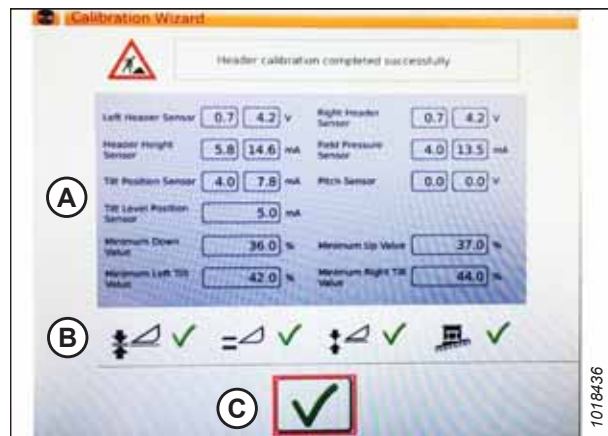 Calibration Wizard
Header calibration completed successfully
Left Header Sensor 0.7 4.2 v Right Header Sensor 0.7 4.2 v
Header Height Sensor 5.8 14.6 mA Field Pressure Sensor 4.0 13.5 mA
Tilt Position Sensor 4.0 7.8 mA Pitch Sensor 0.0 0.0 v
A
Tilt Level Position Sensor 5.0 mA
Minimum Down Value 36.0 % Minimum Up Value 37.0 %
Minimum Left Tilt Value 42.0 % Minimum Right Tilt Value 44.0 %
B
C
1018436